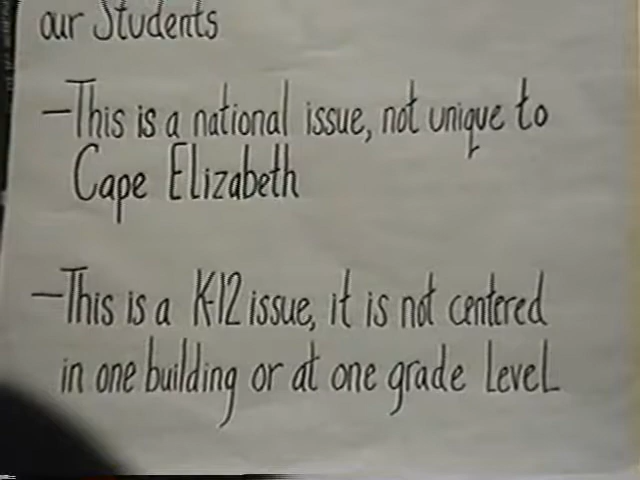 our Students
-This is a national issue, not unique to
Cape Elizabeth
-This is a K-12 issue, it is not centered
in one building or at one grade LeveL